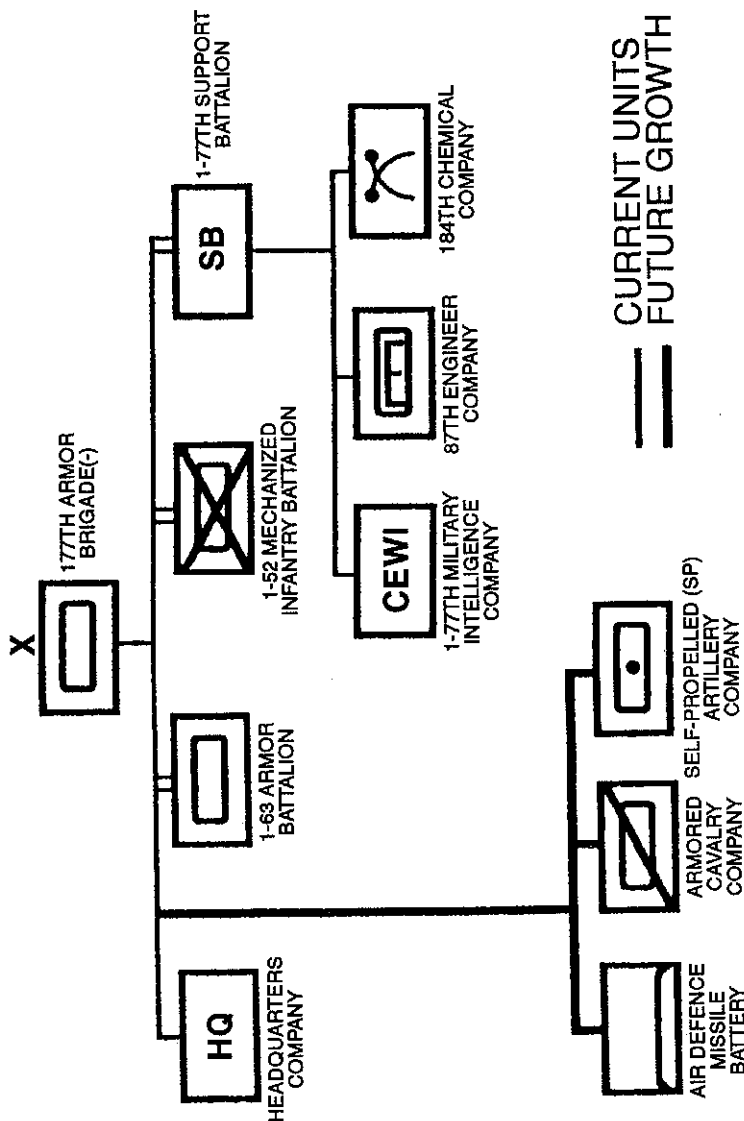 X
177TH ARMOR
BRIGADE(-)
HQ
HEADQUARTERS
COMPANY
1-63 ARMOR
BATTALION
1-52 MECHANIZED
INFANTRY BATTALION
SB
1-77TH SUPPORT
BATTALION
CEWI
1-77TH MILITARY
INTELLIGENCE
COMPANY
87TH ENGINEER
COMPANY
184TH CHEMICAL
COMPANY
AIR DEFENCE
MISSILE
BATTERY
ARMORED
CAVALRY
COMPANY
SELF-PROPELLED (SP)
ARTILLERY
COMPANY
CURRENT UNITS
FUTURE GROWTH